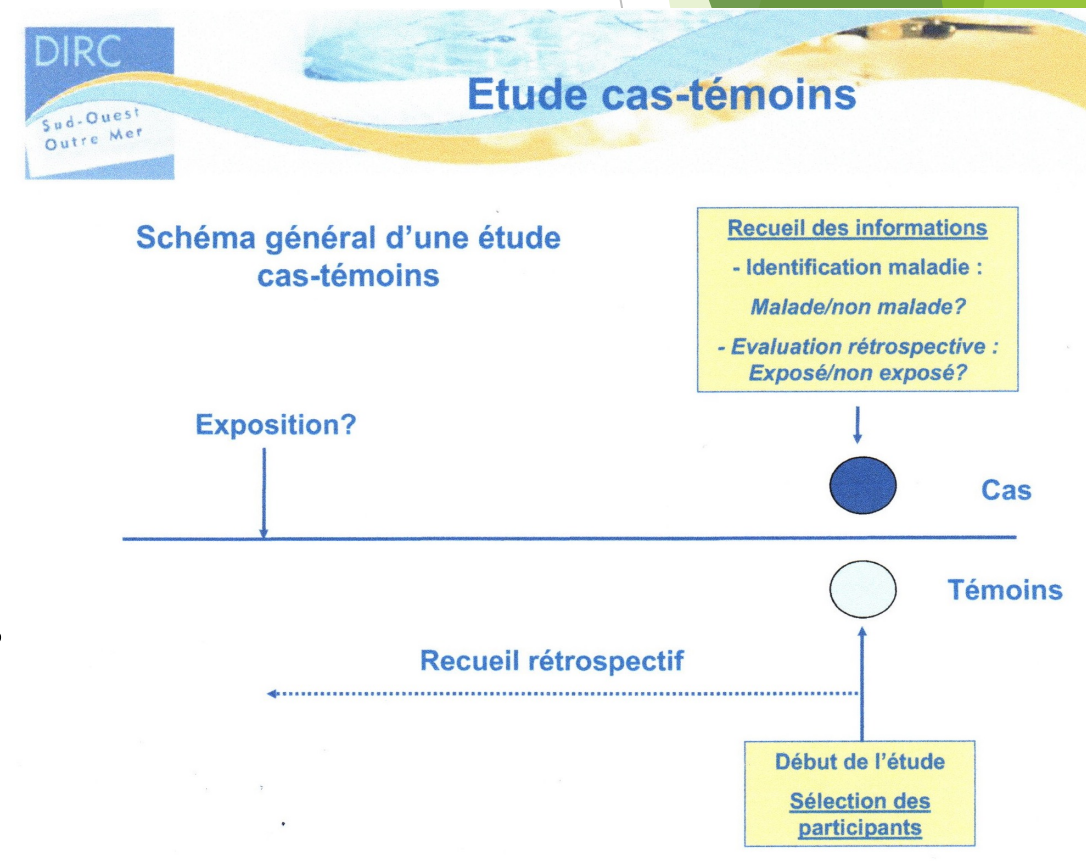 DIRC
Sud-Ouest
Outre Mer
Etude cas-témoins
Schéma général d'une étude
cas-témoins
Recueil des informations
- Identification maladie :
Malade/non malade?
- Evaluation rétrospective :
Exposé/non exposé?
Exposition?
Cas
Témoins
Recueil rétrospectif
Début de l'étude
Sélection des
participants